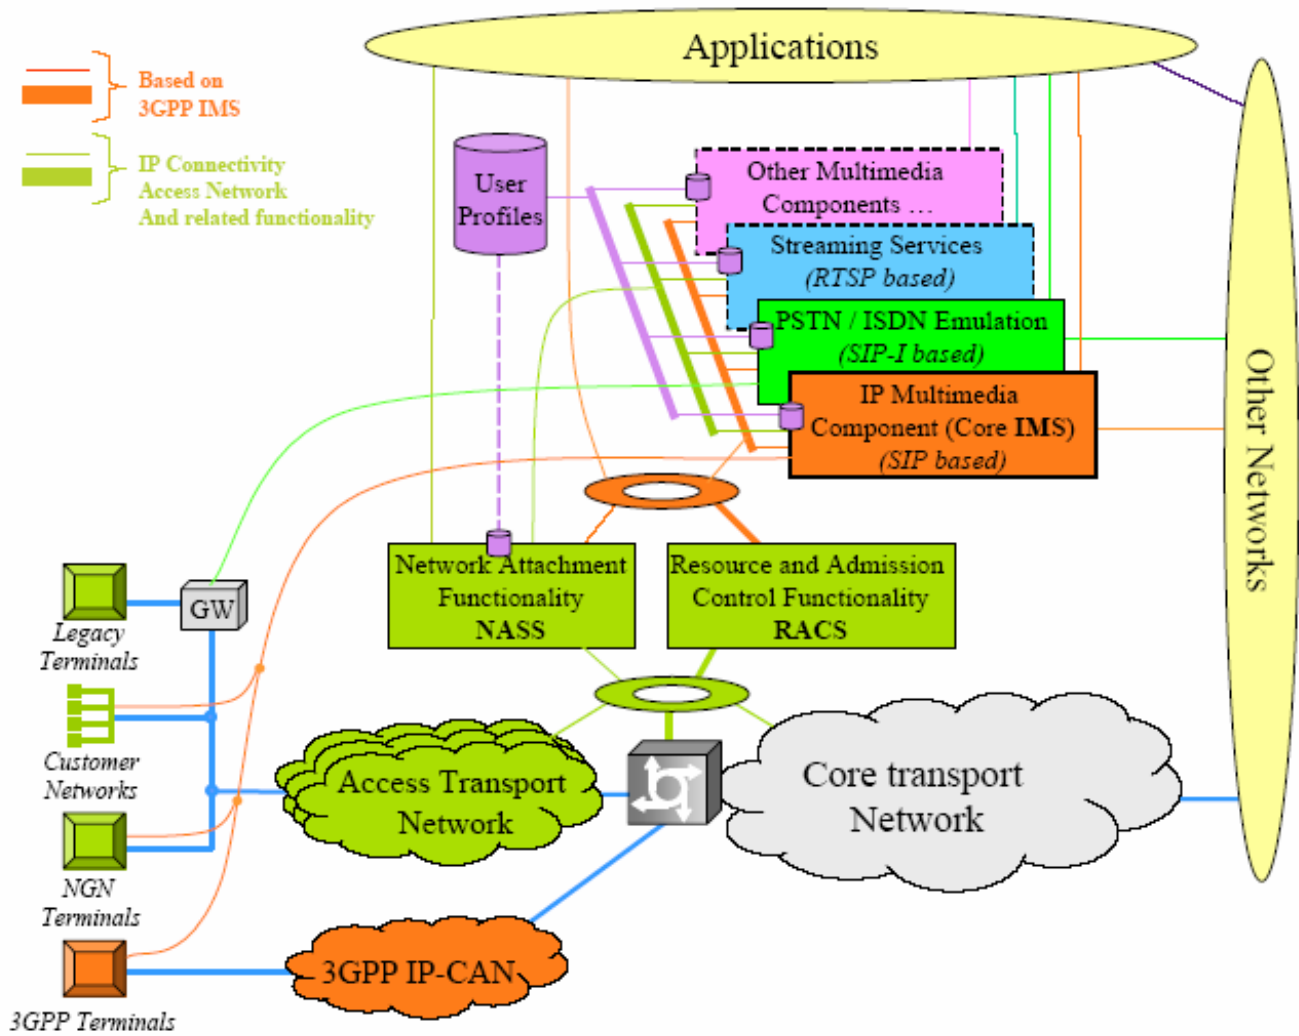 Applications
Based on
3GPP IMS
IP Connectivity
Access Network
And related functionality
User
Profiles
Other Multimedia
Components ...
Streaming Services
(RTSP based)
PSTN / ISDN Emulation
(SIP-I based)
IP Multimedia
Component (Core IMS)
(SIP based)
Other Networks
Network Attachment
Functionality
NASS
Resource and Admission
Control Functionality
RACS
GW
Legacy
Terminals
Customer
Networks
NGN
Terminals
3GPP Terminals
Access Transport
Network
Core transport
Network
3GPP IP-CAN